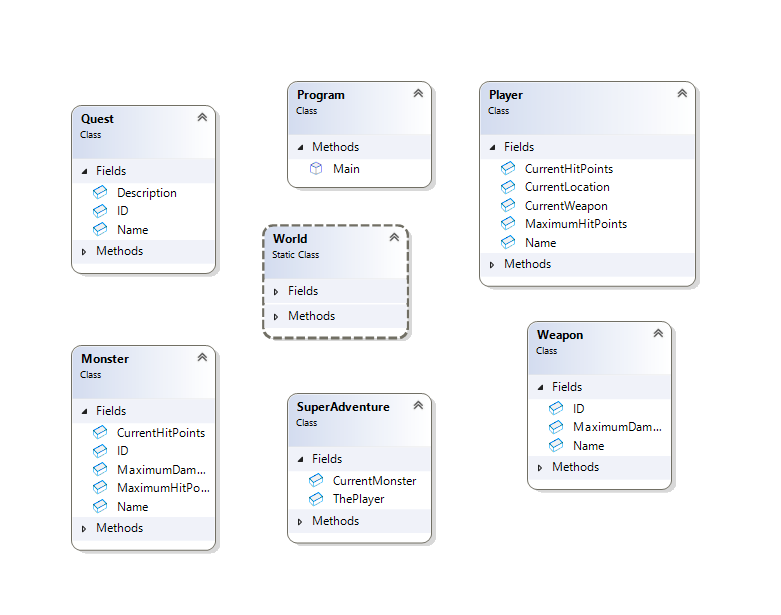 Quest
Class
Fields
Description
ID
Name
Methods
Program
Class
Methods
Main
Player
Class
Fields
CurrentHitPoints
CurrentLocation
CurrentWeapon
MaximumHitPoints
Name
Methods
World
Static Class
Fields
Methods
Monster
Class
Fields
CurrentHitPoints
ID
MaximumDam...
MaximumHitPo...
Name
Methods
SuperAdventure
Class
Fields
CurrentMonster
ThePlayer
Methods
Weapon
Class
Fields
ID
MaximumDam...
Name
Methods